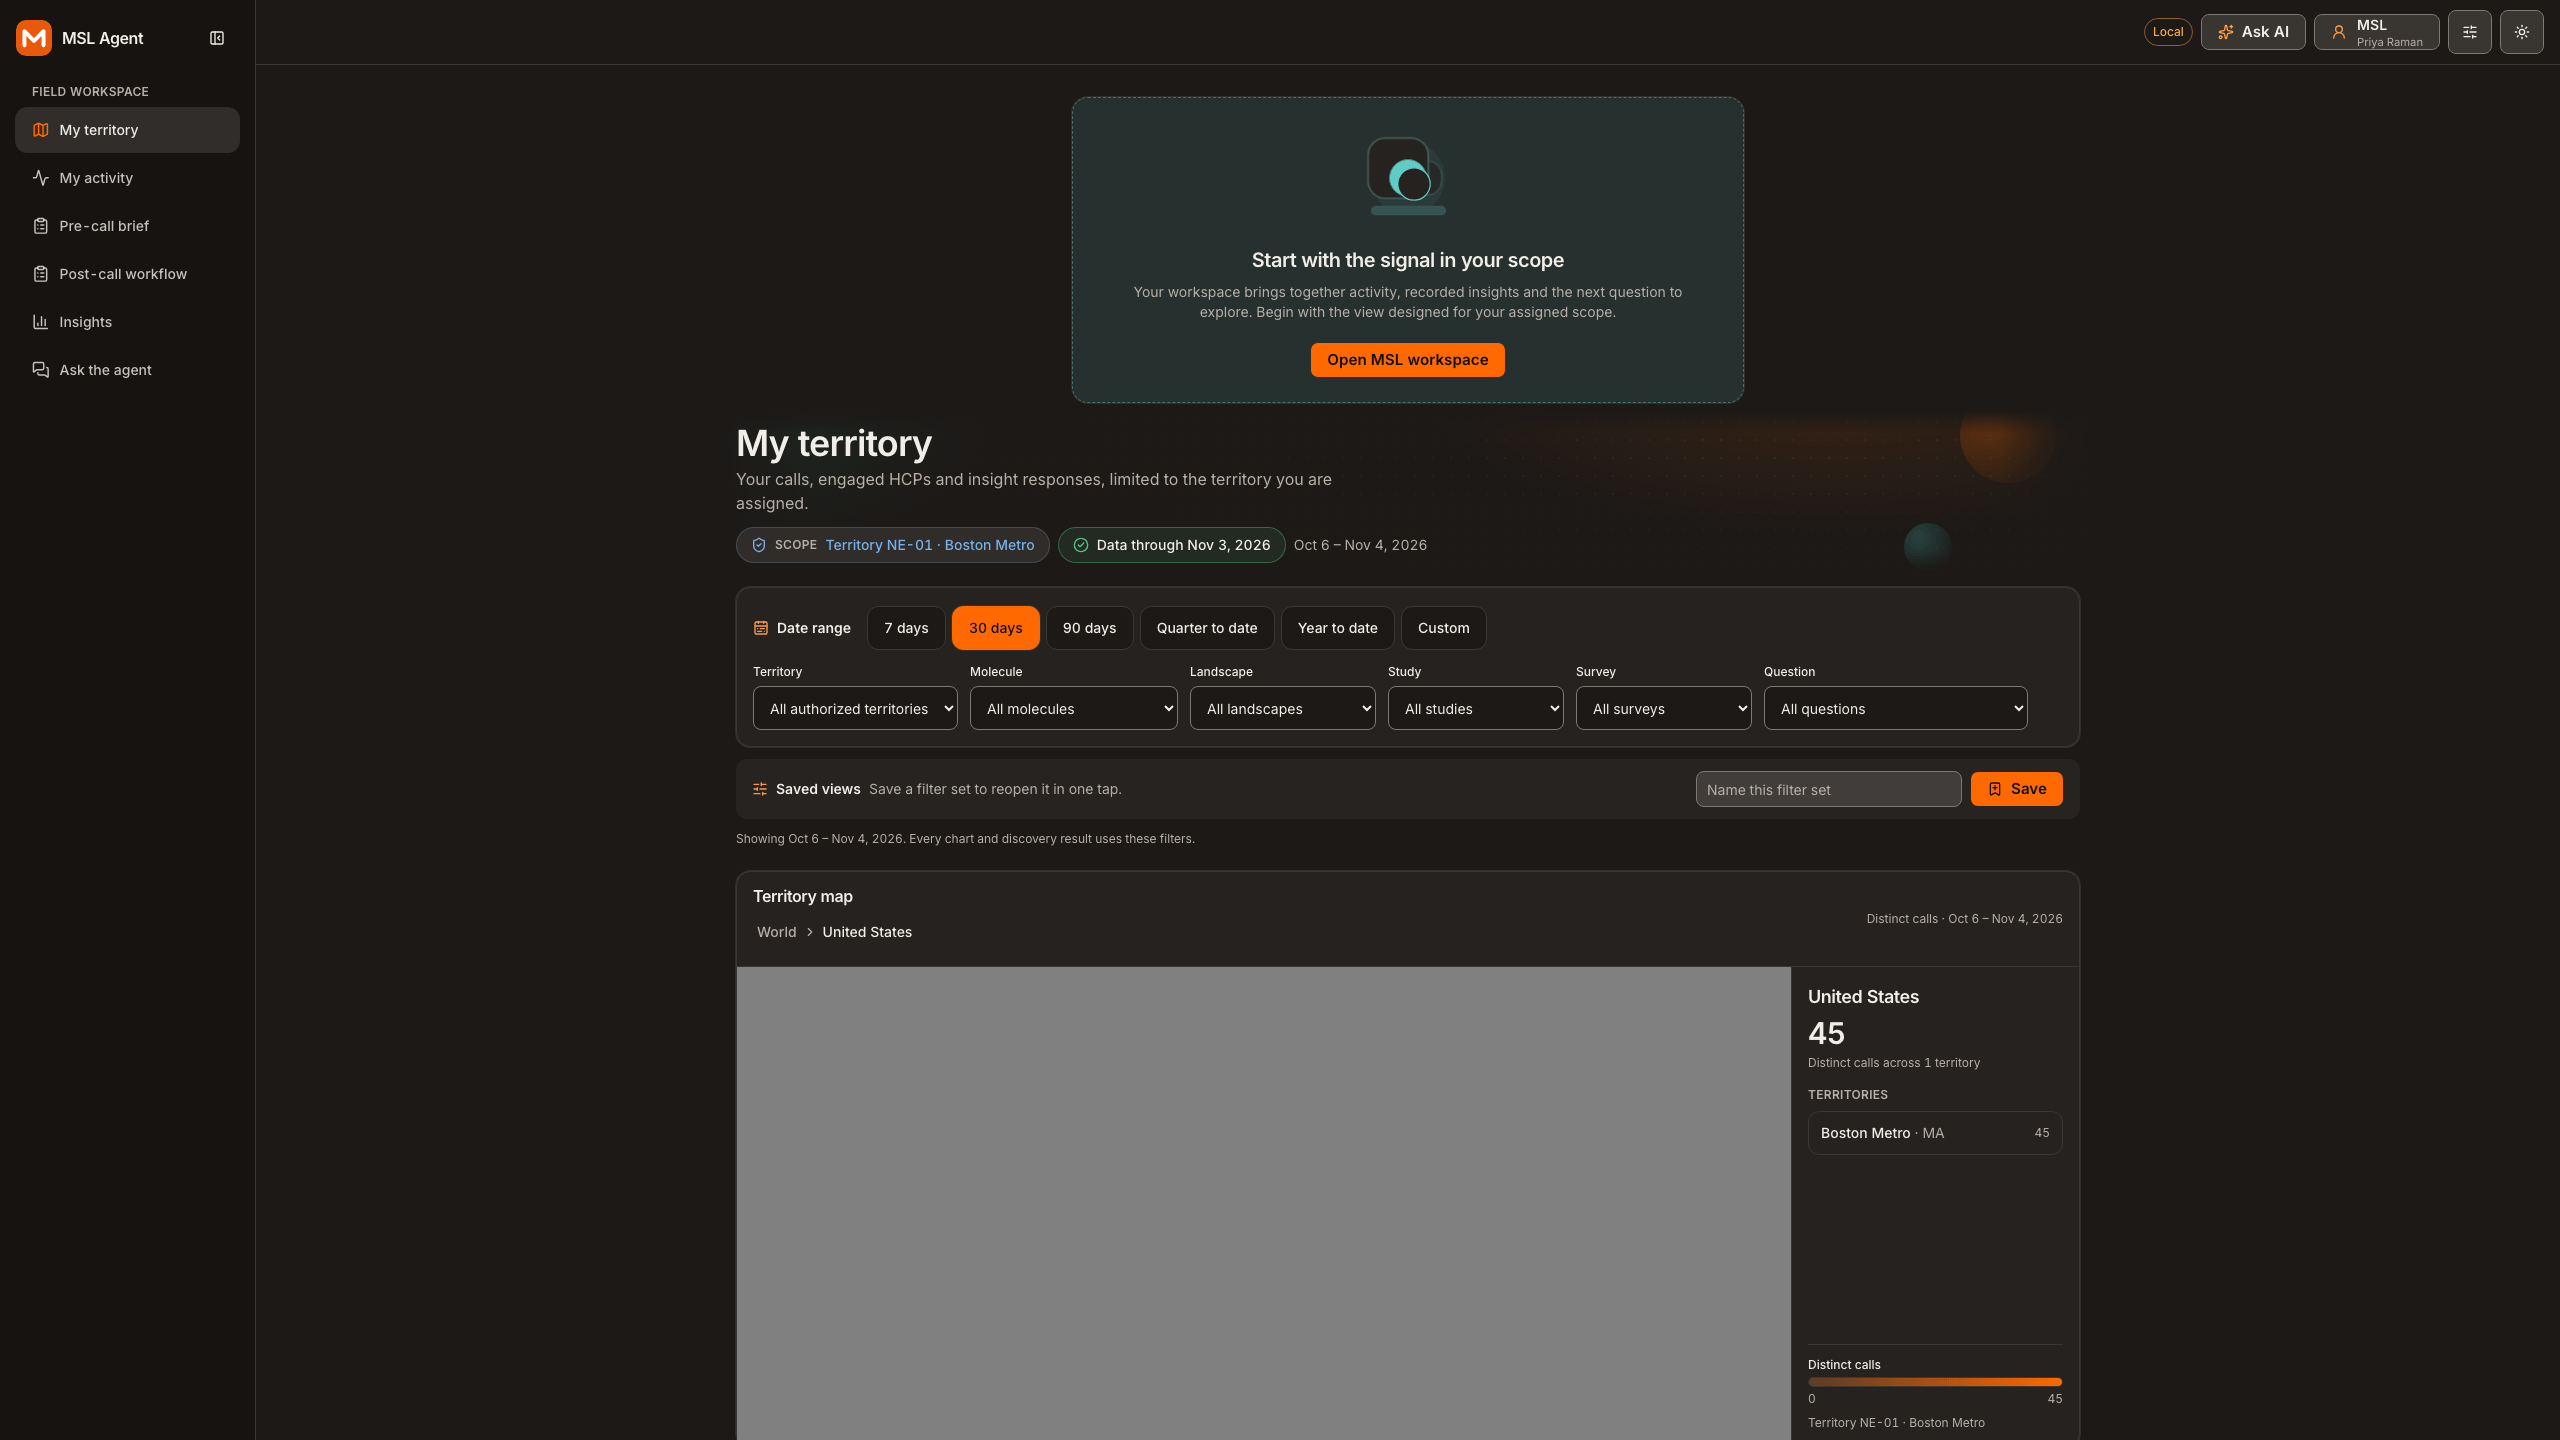 MSL Agent
Local
Ask AI
MSL
Priya Raman
FIELD WORKSPACE
My territory
My activity
Pre-call brief
Post-call workflow
Insights
Ask the agent
Start with the signal in your scope
Your workspace brings together activity, recorded insights and the next question to
explore. Begin with the view designed for your assigned scope.
Open MSL workspace
My territory
Your calls, engaged HCPs and insight responses, limited to the territory you are
assigned.
SCOPE Territory NE-01 · Boston Metro Data through Nov 3, 2026 Oct 6 – Nov 4, 2026
Date range 7 days 30 days 90 days Quarter to date Year to date Custom
Territory Molecule Landscape Study Survey Question
All authorized territories All molecules All landscapes All studies All surveys All questions
Saved views Save a filter set to reopen it in one tap. Name this filter set Save
Showing Oct 6 – Nov 4, 2026. Every chart and discovery result uses these filters.
Territory map
Distinct calls · Oct 6 – Nov 4, 2026
World > United States
United States
45
Distinct calls across 1 territory
TERRITORIES
Boston Metro · MA 45
Distinct calls
0 45
Territory NE-01 · Boston Metro